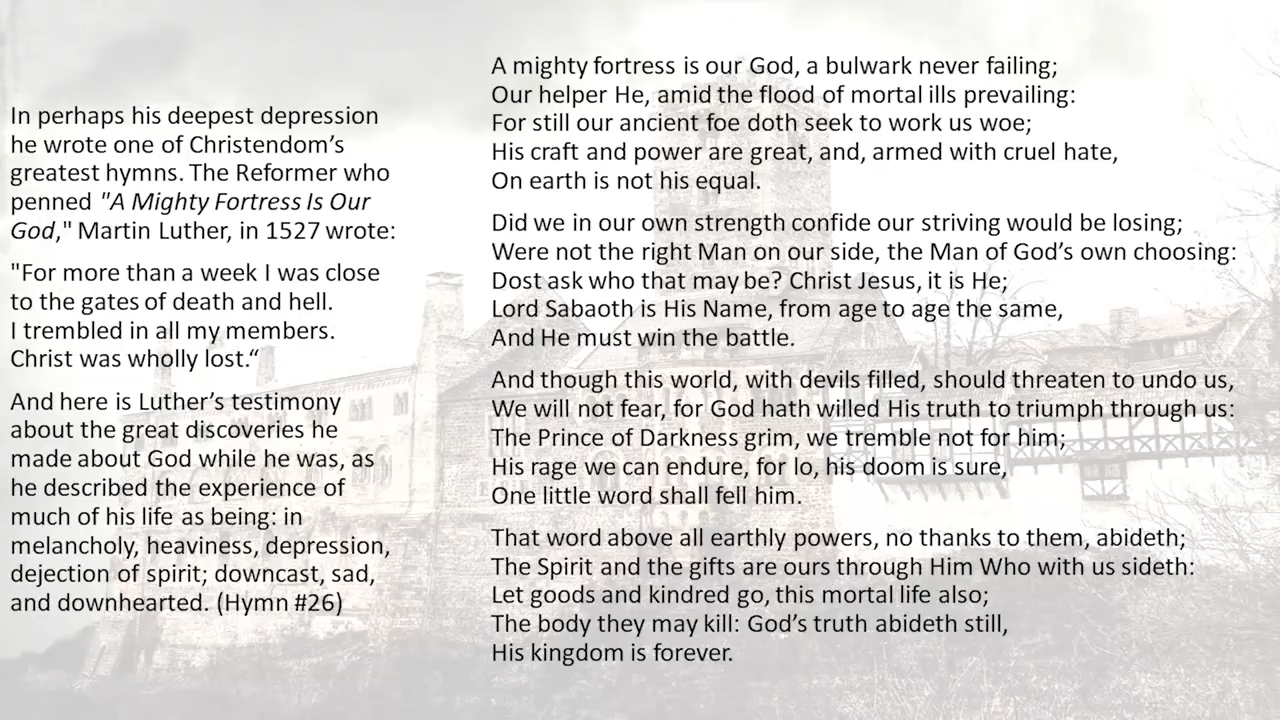 In perhaps his deepest depression
he wrote one of Christendom’s
greatest hymns. The Reformer who
penned "A Mighty Fortress Is Our
God," Martin Luther, in 1527 wrote:
"For more than a week I was close
to the gates of death and hell.
I trembled in all my members.
Christ was wholly lost.“
And here is Luther’s testimony
about the great discoveries he
made about God while he was, as
he described the experience of
much of his life as being: in
melancholy, heaviness, depression,
dejection of spirit; downcast, sad,
and downhearted. (Hymn #26)
A mighty fortress is our God, a bulwark never failing;
Our helper He, amid the flood of mortal ills prevailing:
For still our ancient foe doth seek to work us woe;
His craft and power are great, and, armed with cruel hate,
On earth is not his equal.
Did we in our own strength confide our striving would be losing;
Were not the right Man on our side, the Man of God’s own choosing:
Dost ask who that may be? Christ Jesus, it is He;
Lord Sabaoth is His Name, from age to age the same,
And He must win the battle.
And though this world, with devils filled, should threaten to undo us,
We will not fear, for God hath willed His truth to triumph through us:
The Prince of Darkness grim, we tremble not for him;
His rage we can endure, for lo, his doom is sure,
One little word shall fell him.
That word above all earthly powers, no thanks to them, abideth;
The Spirit and the gifts are ours through Him Who with us sideth:
Let goods and kindred go, this mortal life also;
The body they may kill: God’s truth abideth still,
His kingdom is forever.